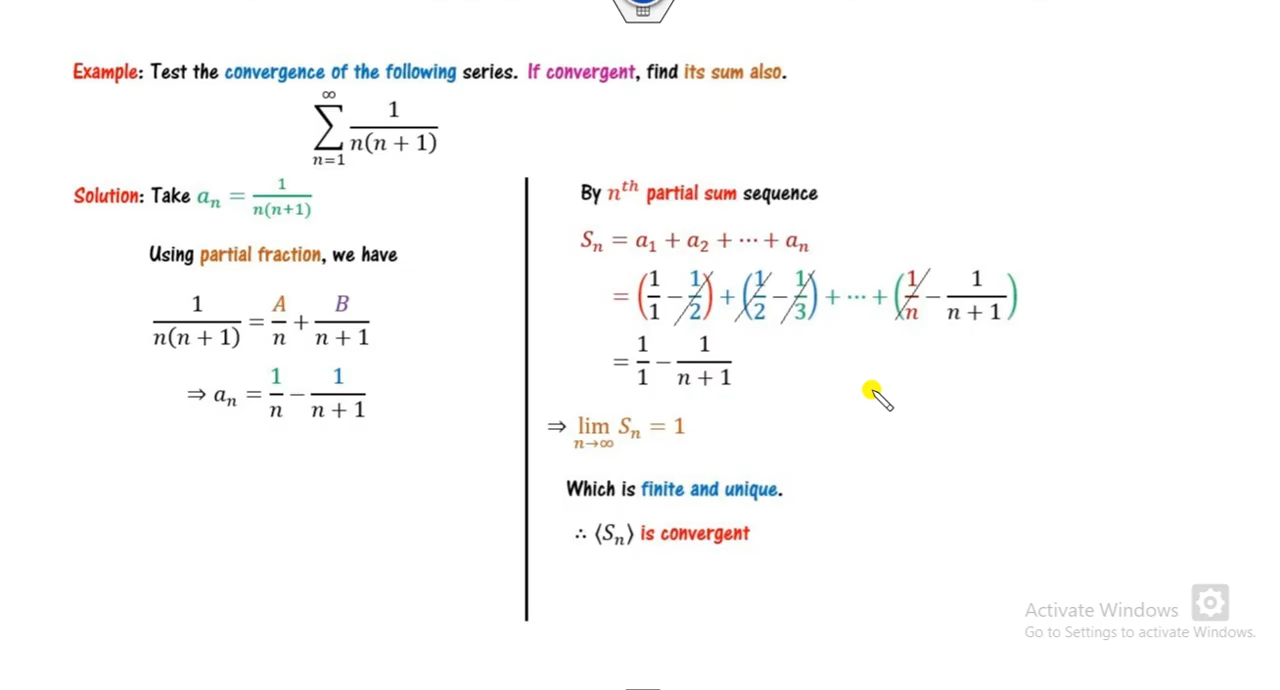 Example: Test the convergence of the following series. If convergent, find its sum also.
∑_{n=1}^{∞} 1/(n(n + 1))
Solution: Take a_n = 1/(n(n+1))
Using partial fraction, we have
1/(n(n + 1)) = A/n + B/(n + 1)
⇒ a_n = 1/n − 1/(n + 1)
By n^{th} partial sum sequence
S_n = a_1 + a_2 + ⋯ + a_n
= (1/1 − 1/2) + (1/2 − 1/3) + ⋯ + (1/n − 1/(n + 1))
= 1/1 − 1/(n + 1)
⇒ lim_{n→∞} S_n = 1
Which is finite and unique.
∴ ⟨S_n⟩ is convergent
Activate Windows
Go to Settings to activate Windows.